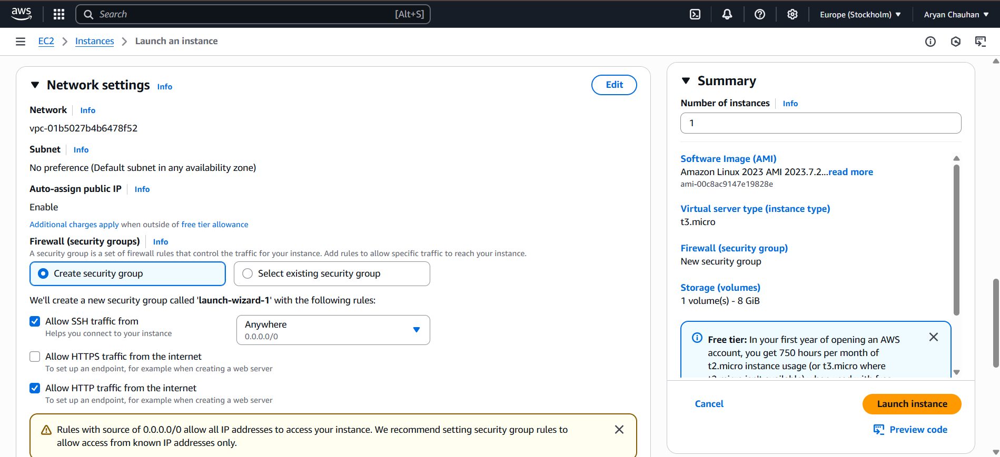 aws
Search [Alt+S]
Europe (Stockholm)
Aryan Chauhan
EC2 Instances Launch an instance
Network settings Info
Edit
Network Info
vpc-01b5027b4b6478f52
Subnet Info
No preference (Default subnet in any availability zone)
Auto-assign public IP Info
Enable
Additional charges apply when outside of free tier allowance
Firewall (security groups) Info
A security group is a set of firewall rules that control the traffic for your instance. Add rules to allow specific traffic to reach your instance.
Create security group
Select existing security group
We'll create a new security group called 'launch-wizard-1' with the following rules:
Allow SSH traffic from
Helps you connect to your instance
Anywhere
0.0.0.0/0
Allow HTTPS traffic from the internet
To set up an endpoint, for example when creating a web server
Allow HTTP traffic from the internet
To set up an endpoint, for example when creating a web server
Rules with source of 0.0.0.0/0 allow all IP addresses to access your instance. We recommend setting security group rules to
allow access from known IP addresses only.
Summary
Number of instances Info
1
Software Image (AMI)
Amazon Linux 2023 AMI 2023.7.2...read more
ami-00c8ac9147e19828e
Virtual server type (instance type)
t3.micro
Firewall (security group)
New security group
Storage (volumes)
1 volume(s) - 8 GiB
Free tier: In your first year of opening an AWS
account, you get 750 hours per month of
t2.micro instance usage (or t3.micro where
t2.micro isn't available) when used with free
Cancel
Launch instance
Preview code